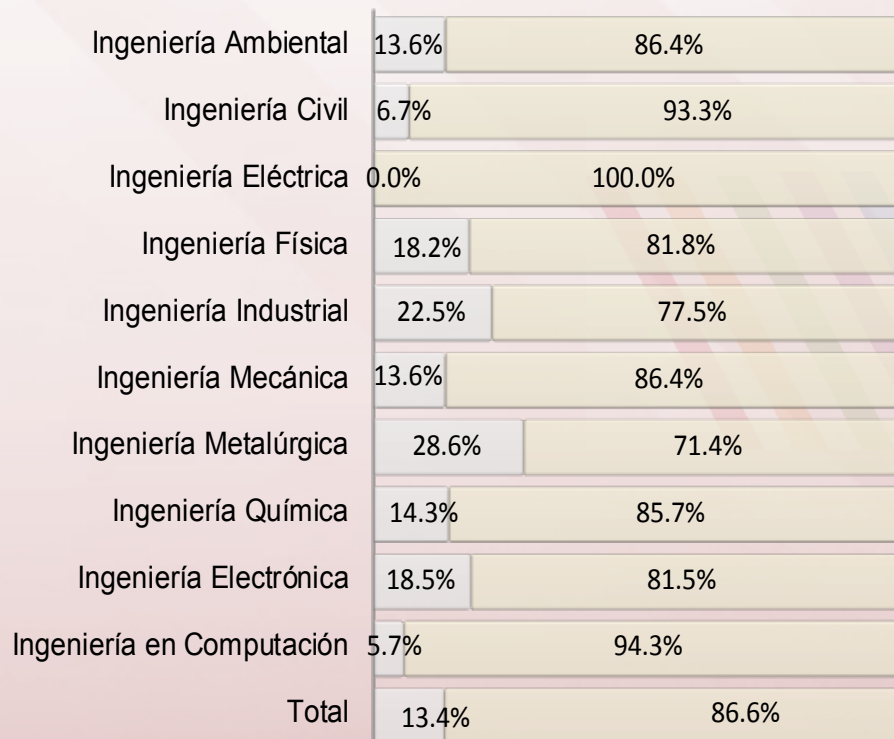 Ingeniería Ambiental 13.6% 86.4%
Ingeniería Civil 6.7% 93.3%
Ingeniería Eléctrica 0.0% 100.0%
Ingeniería Física 18.2% 81.8%
Ingeniería Industrial 22.5% 77.5%
Ingeniería Mecánica 13.6% 86.4%
Ingeniería Metalúrgica 28.6% 71.4%
Ingeniería Química 14.3% 85.7%
Ingeniería Electrónica 18.5% 81.5%
Ingeniería en Computación 5.7% 94.3%
Total 13.4% 86.6%